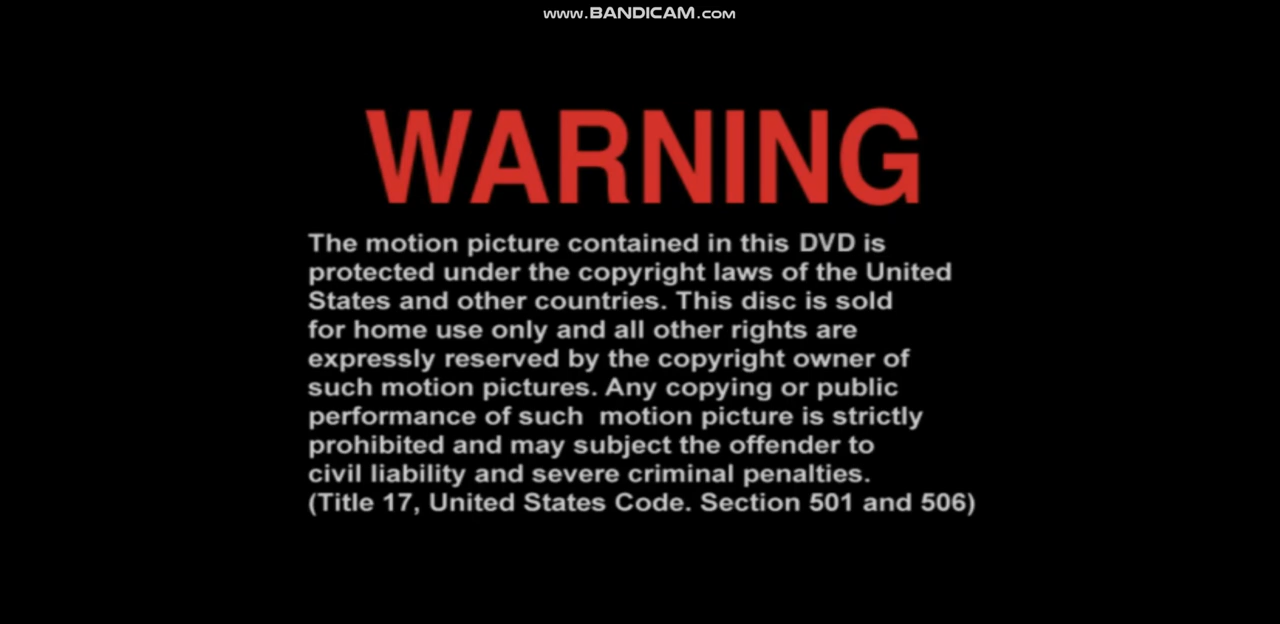 www.BANDICAM.com
WARNING
The motion picture contained in this DVD is
protected under the copyright laws of the United
States and other countries. This disc is sold
for home use only and all other rights are
expressly reserved by the copyright owner of
such motion pictures. Any copying or public
performance of such  motion picture is strictly
prohibited and may subject the offender to
civil liability and severe criminal penalties.
(Title 17, United States Code. Section 501 and 506)